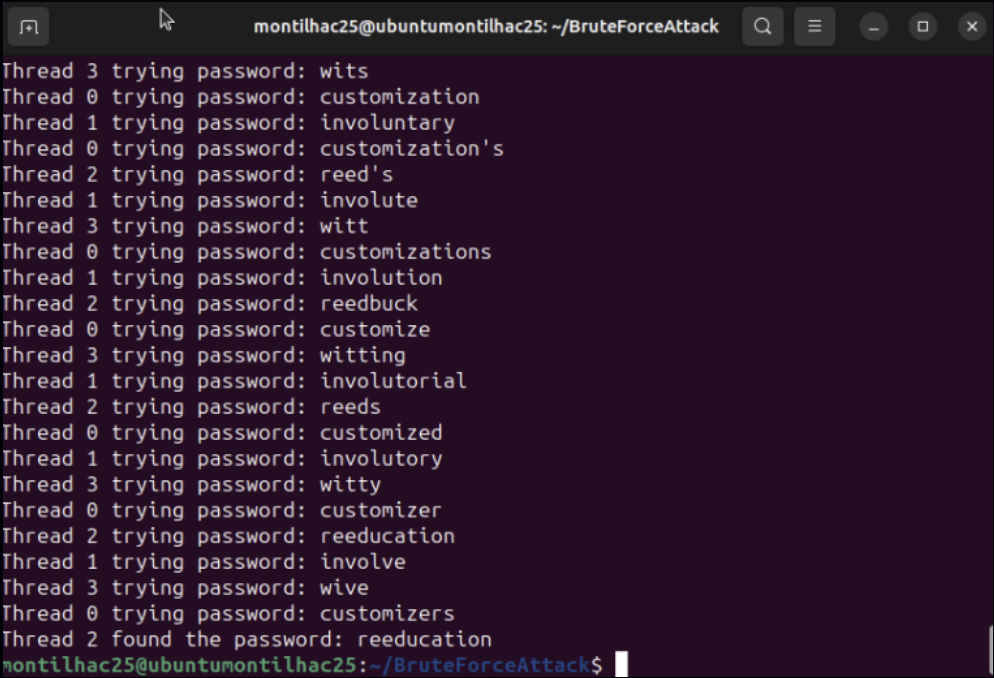 montilhac25@ubuntumontilhac25: ~/BruteForceAttack
Thread 3 trying password: wits
Thread 0 trying password: customization
Thread 1 trying password: involuntary
Thread 0 trying password: customization's
Thread 2 trying password: reed's
Thread 1 trying password: involute
Thread 3 trying password: witt
Thread 0 trying password: customizations
Thread 1 trying password: involution
Thread 2 trying password: reedbuck
Thread 0 trying password: customize
Thread 3 trying password: witting
Thread 1 trying password: involutorial
Thread 2 trying password: reeds
Thread 0 trying password: customized
Thread 1 trying password: involutory
Thread 3 trying password: witty
Thread 0 trying password: customizer
Thread 2 trying password: reeducation
Thread 1 trying password: involve
Thread 3 trying password: wive
Thread 0 trying password: customizers
Thread 2 found the password: reeducation
montilhac25@ubuntumontilhac25:~/BruteForceAttack$